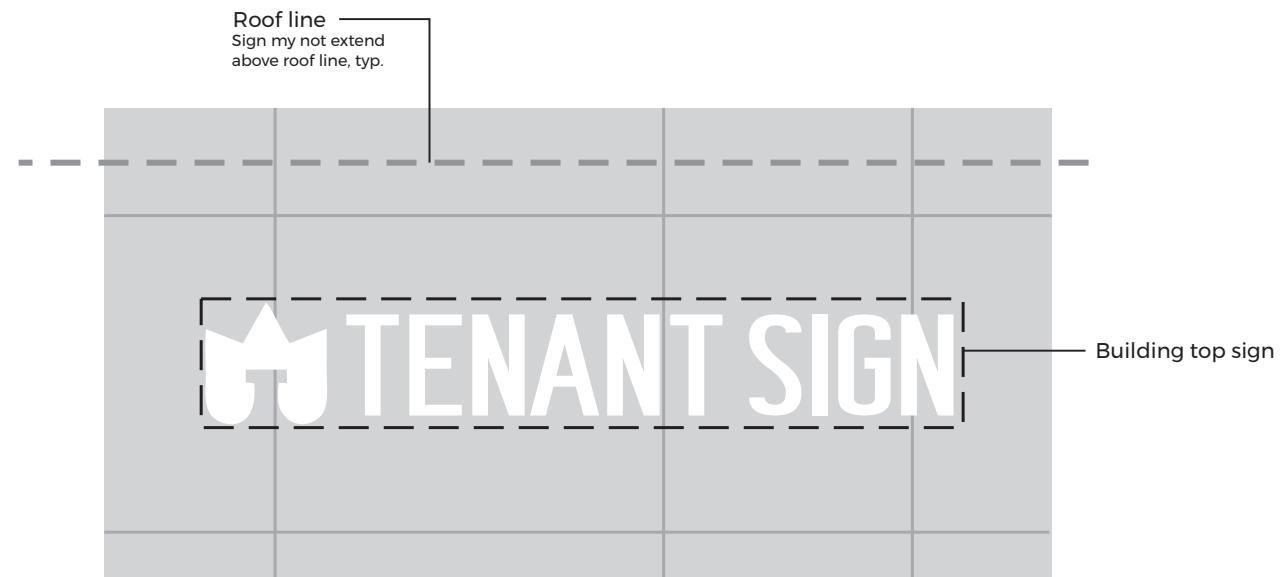 Roof line
Sign my not extend
above roof line, typ.
TENANT SIGN
Building top sign